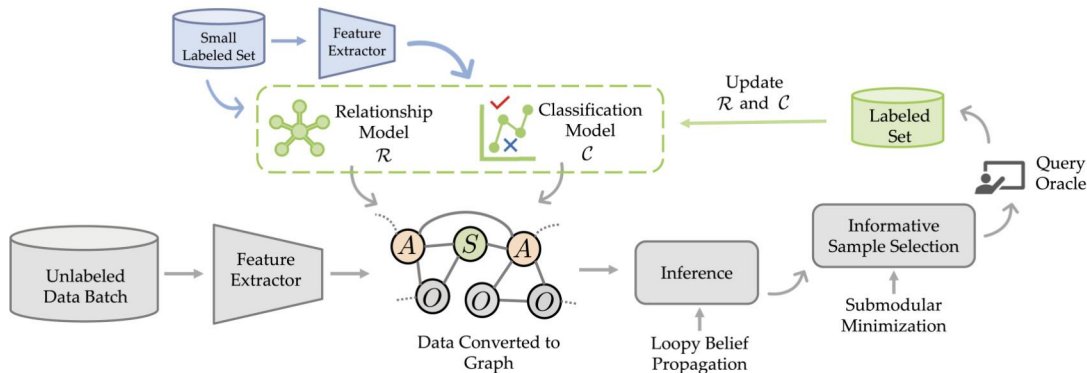 Small
Labeled Set
Feature
Extractor
Relationship
Model
ℛ
Classification
Model
𝒞
Update
ℛ and 𝒞
Labeled
Set
Query
Oracle
Unlabeled
Data Batch
Feature
Extractor
A S A
O O O
Data Converted to
Graph
Inference
Loopy Belief
Propagation
Informative
Sample Selection
Submodular
Minimization